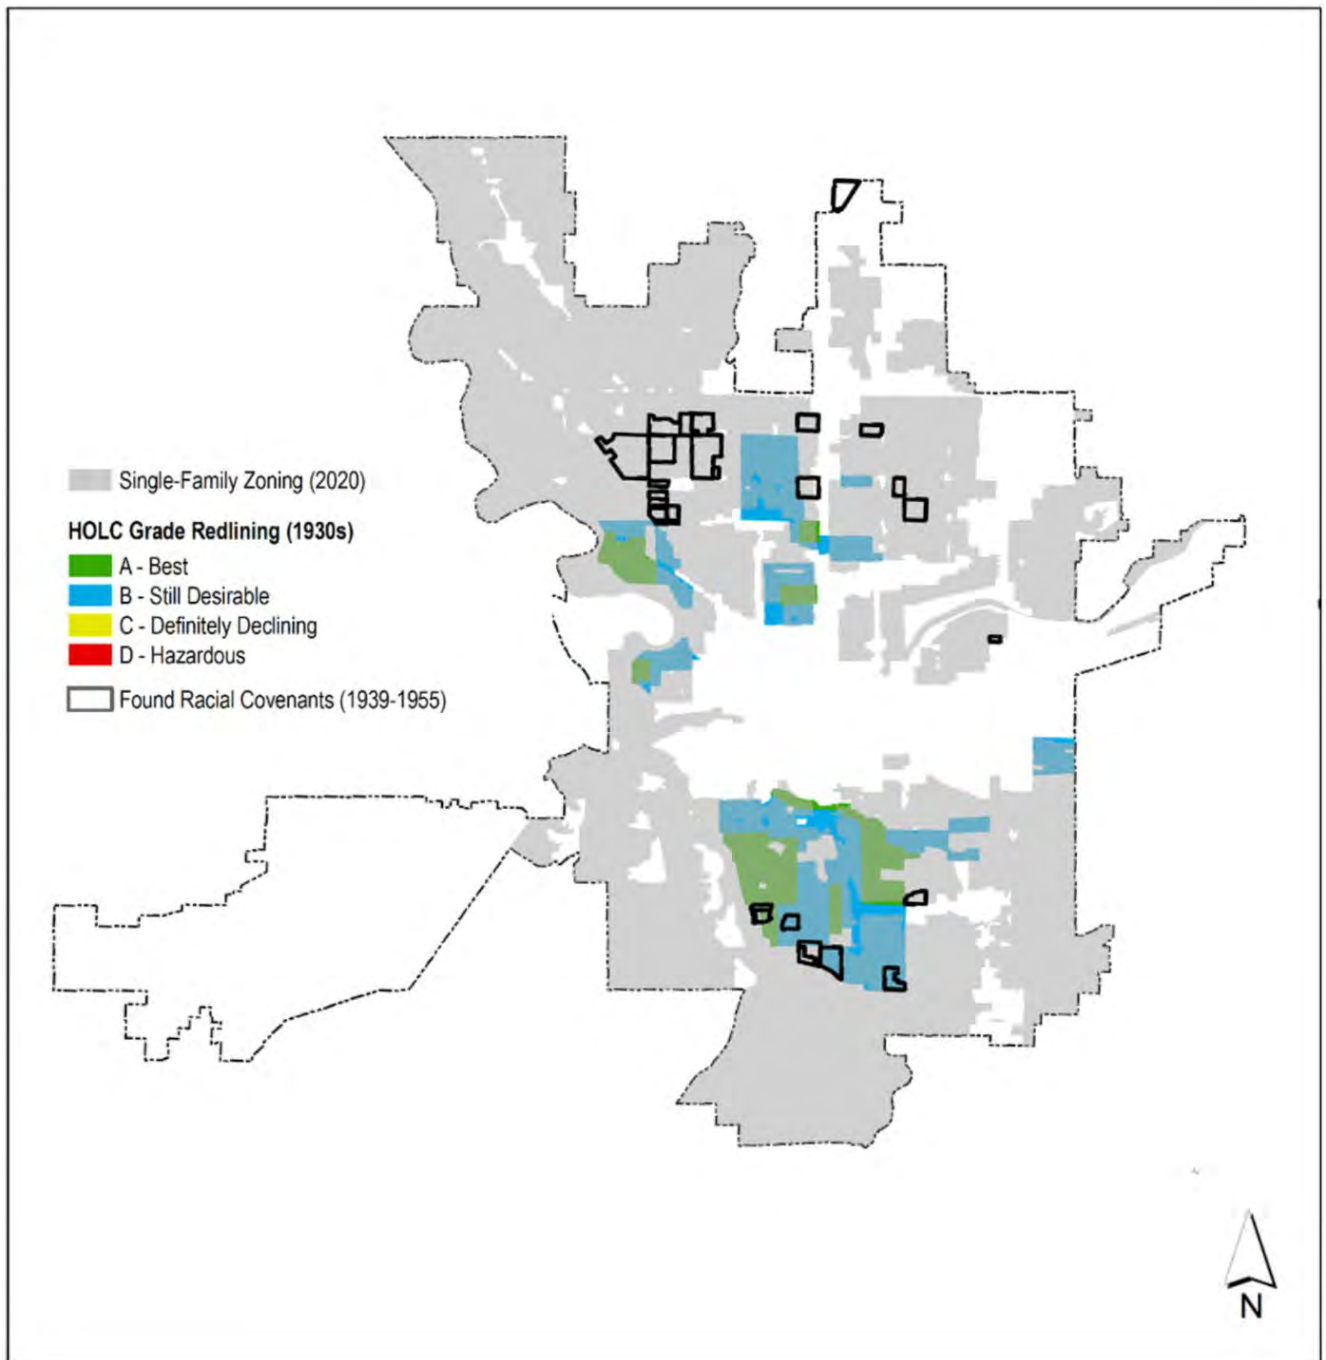 Single-Family Zoning (2020)
HOLC Grade Redlining (1930s)
A - Best
B - Still Desirable
C - Definitely Declining
D - Hazardous
Found Racial Covenants (1939-1955)
N